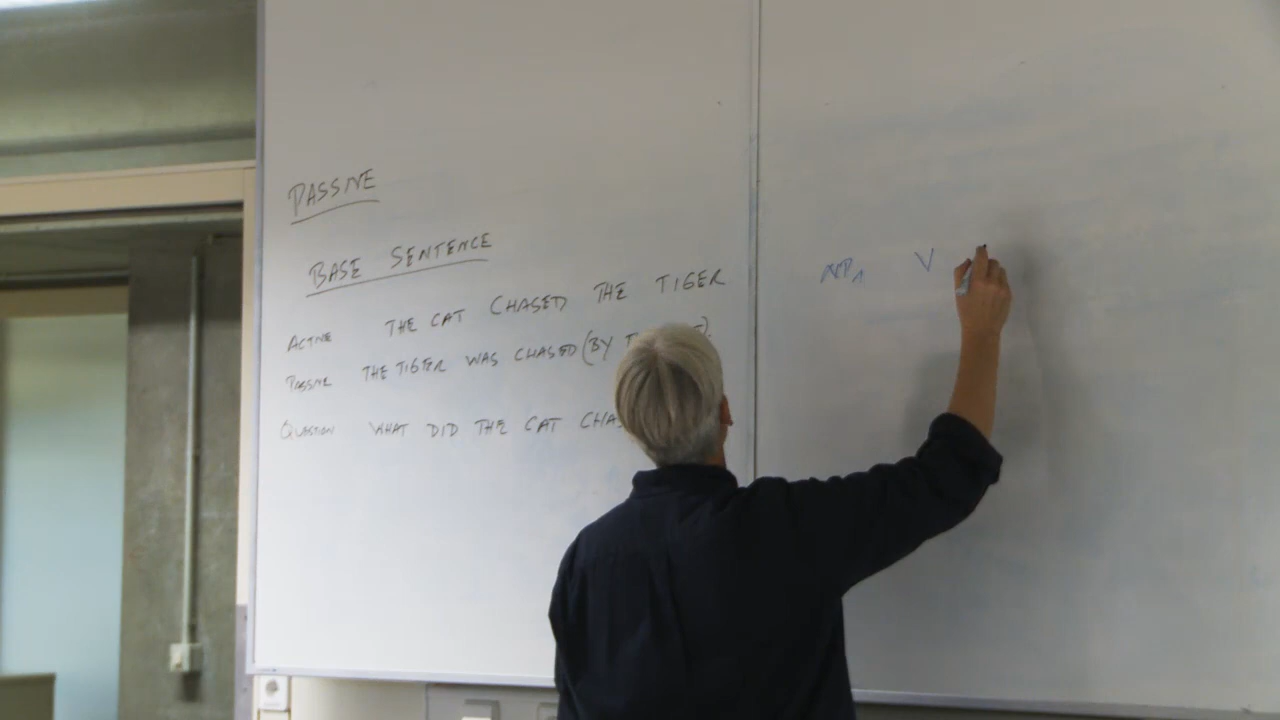 PASSIVE
BASE SENTENCE
ACTIVE THE CAT CHASED THE TIGER
PASSIVE THE TIGER WAS CHASED (BY
QUESTION WHAT DID THE CAT
NP1 V